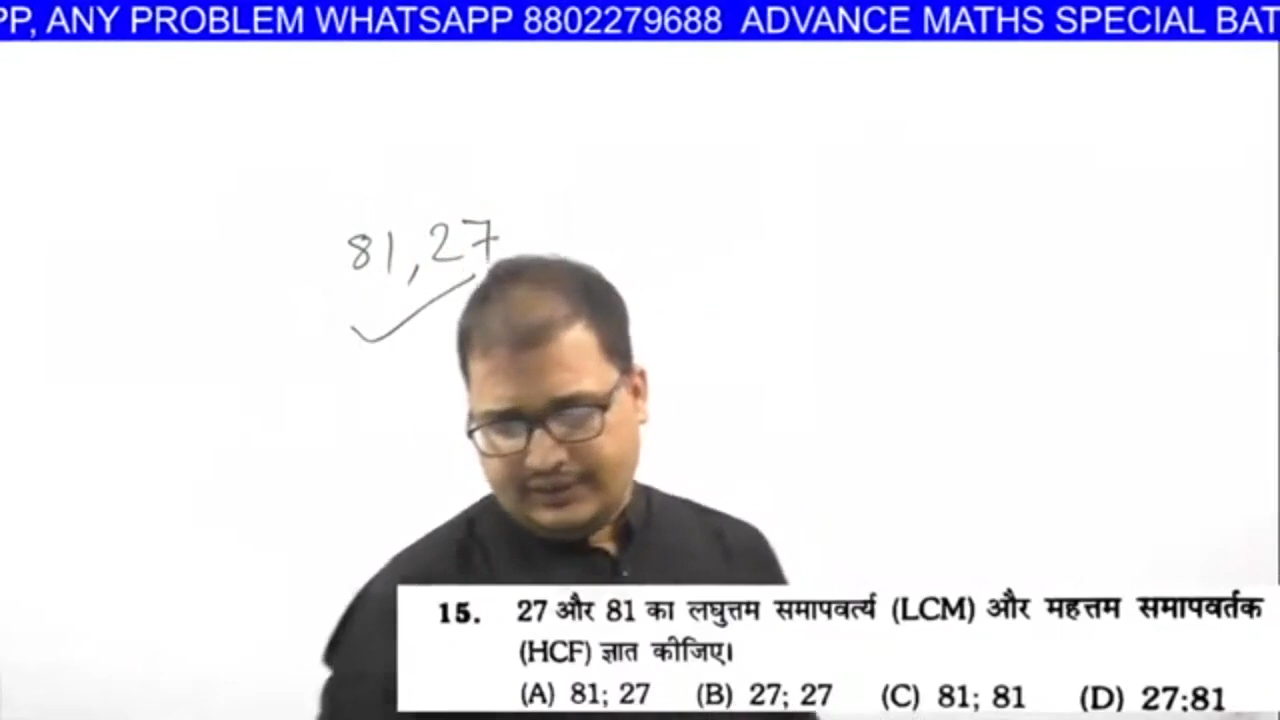 PP, ANY PROBLEM WHATSAPP 8802279688 ADVANCE MATHS SPECIAL BAT
81,27
15. 27 और 81 का लघुत्तम समापवर्त्य (LCM) और महत्तम समापवर्तक
(HCF) ज्ञात कीजिए।
(A) 81; 27 (B) 27; 27 (C) 81; 81 (D) 27:81